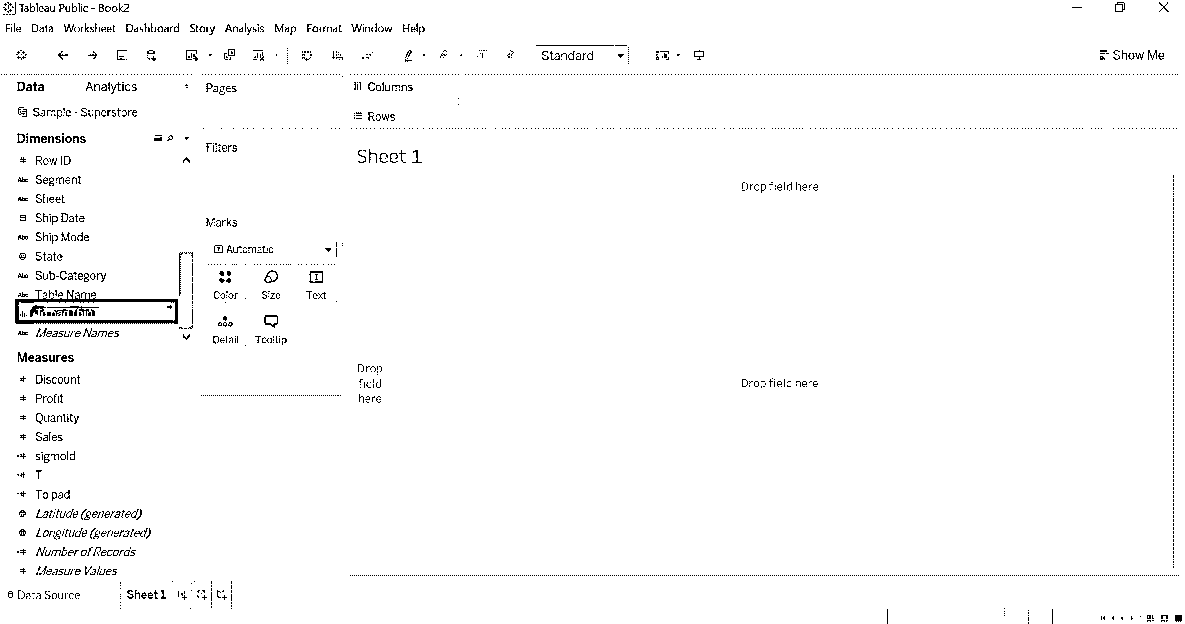 Tableau Public - Book2
File Data Worksheet Dashboard Story Analysis Map Format Window Help
Standard
Show Me
Data Analytics
Sample - Superstore
Dimensions
Row ID
Segment
Sheet
Ship Date
Ship Mode
State
Sub-Category
Table Name
Measure Names
Measures
Discount
Profit
Quantity
Sales
sigmoid
T
To pad
Latitude (generated)
Longitude (generated)
Number of Records
Measure Values
Pages
Filters
Marks
Automatic
Color Size Text
Detail Tooltip
Columns
Rows
Sheet 1
Drop field here
Drop
field
here
Drop field here
Data Source Sheet 1